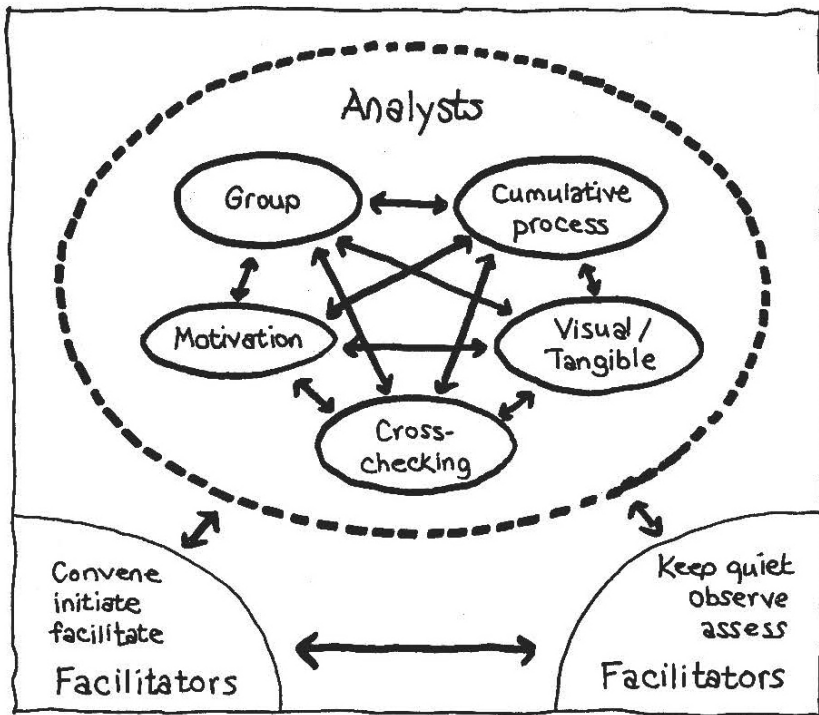 Analysts
Group
Cumulative
process
Motivation
Visual /
Tangible
Cross-
checking
Convene
initiate
facilitate
Facilitators
Keep quiet
observe
assess
Facilitators